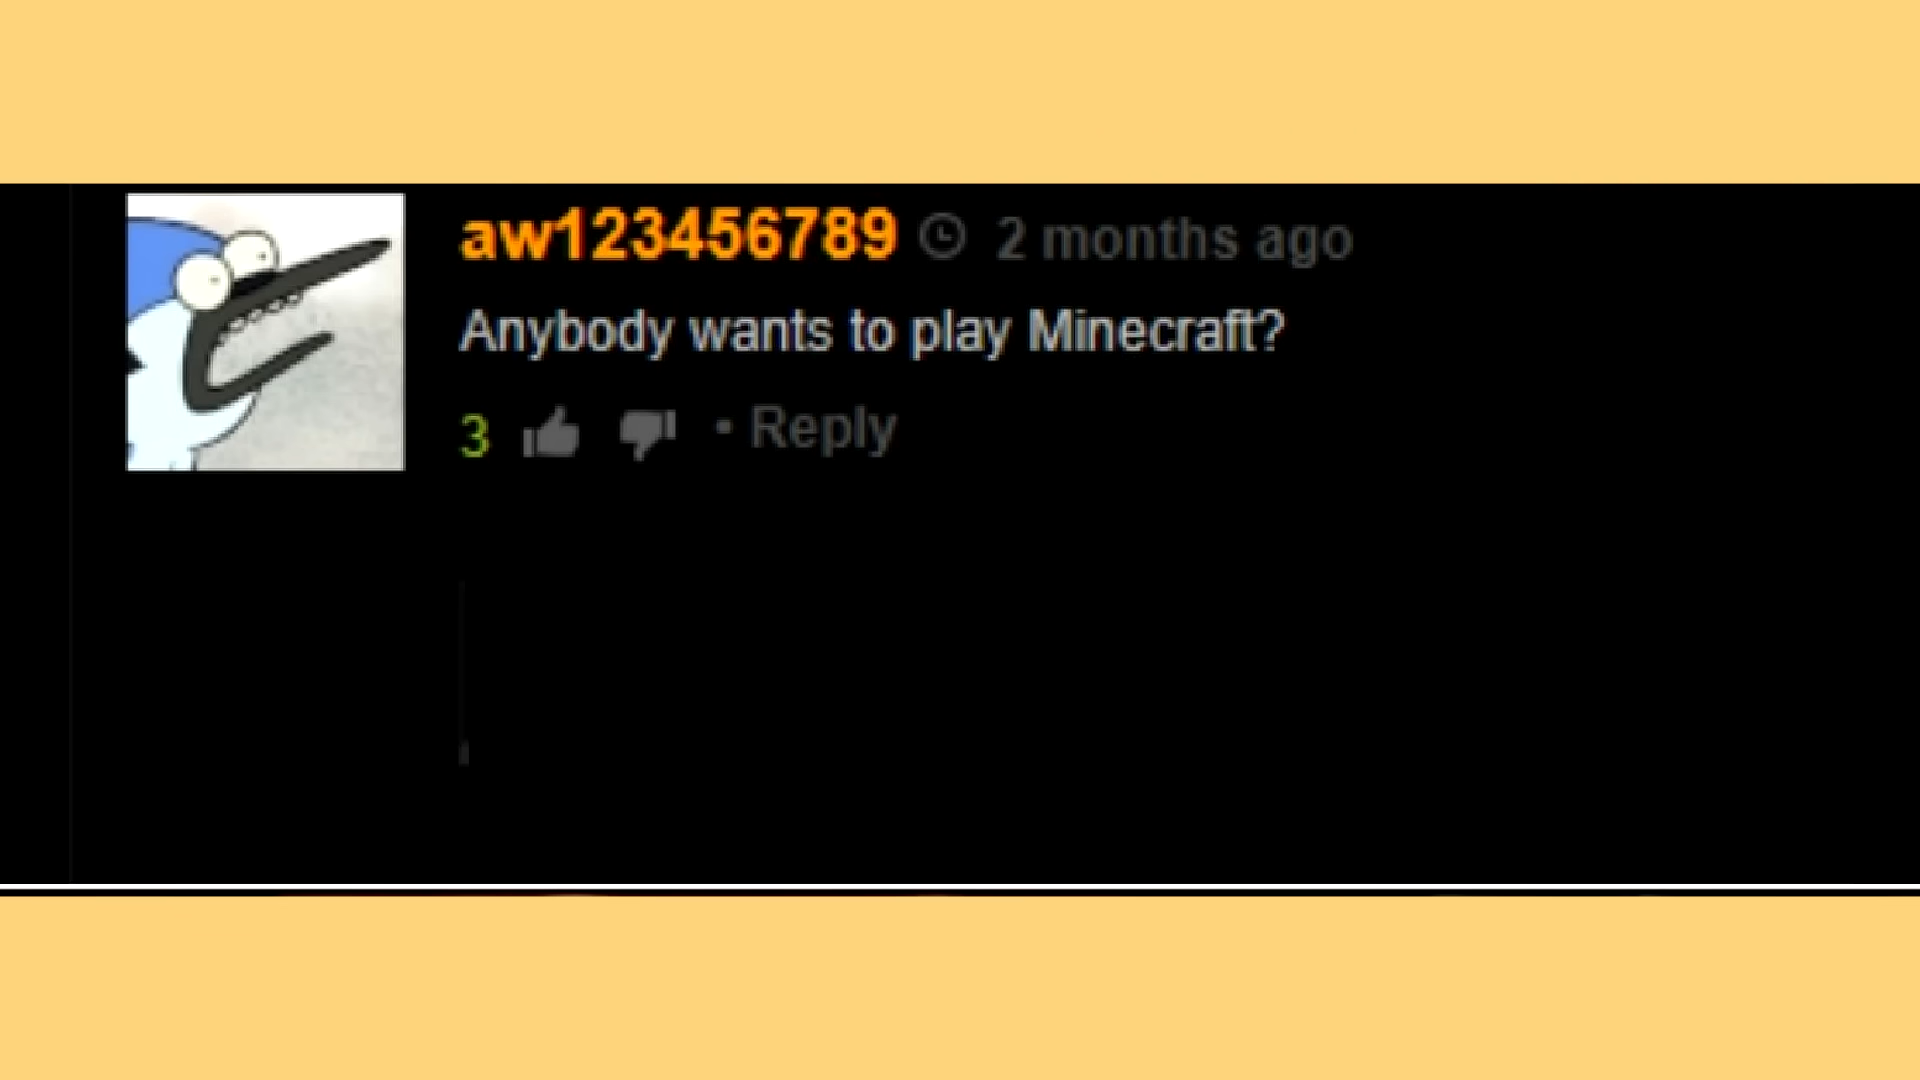 aw123456789 2 months ago
Anybody wants to play Minecraft?
3 • Reply